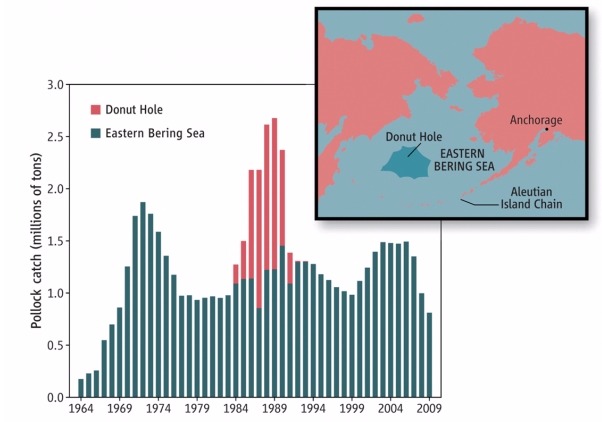 Donut Hole
Eastern Bering Sea
Pollock catch (millions of tons)
3.0
2.5
2.0
1.5
1.0
0.5
0.0
1964 1969 1974 1979 1984 1989 1994 1999 2004 2009
Anchorage
Donut Hole
EASTERN
BERING SEA
Aleutian
Island Chain